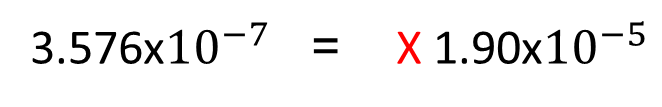 3.576x10⁻⁷ = X 1.90x10⁻⁵